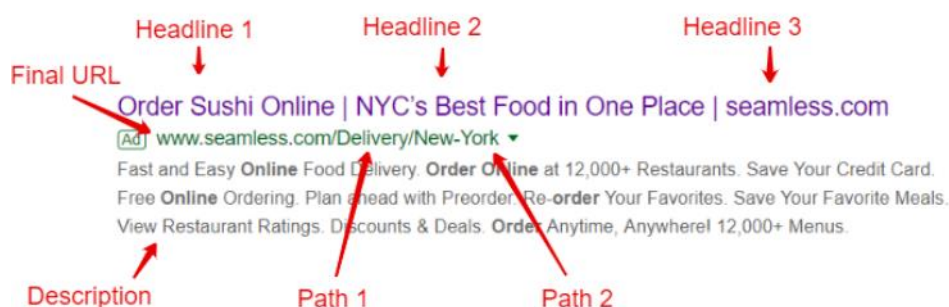 Headline 1 Headline 2 Headline 3
Final URL
Order Sushi Online | NYC's Best Food in One Place | seamless.com
Ad www.seamless.com/Delivery/New-York
Fast and Easy Online Food Delivery. Order Online at 12,000+ Restaurants. Save Your Credit Card.
Free Online Ordering. Plan ahead with Preorder. Re-order Your Favorites. Save Your Favorite Meals.
View Restaurant Ratings. Discounts & Deals. Order Anytime, Anywhere! 12,000+ Menus.
Description Path 1 Path 2